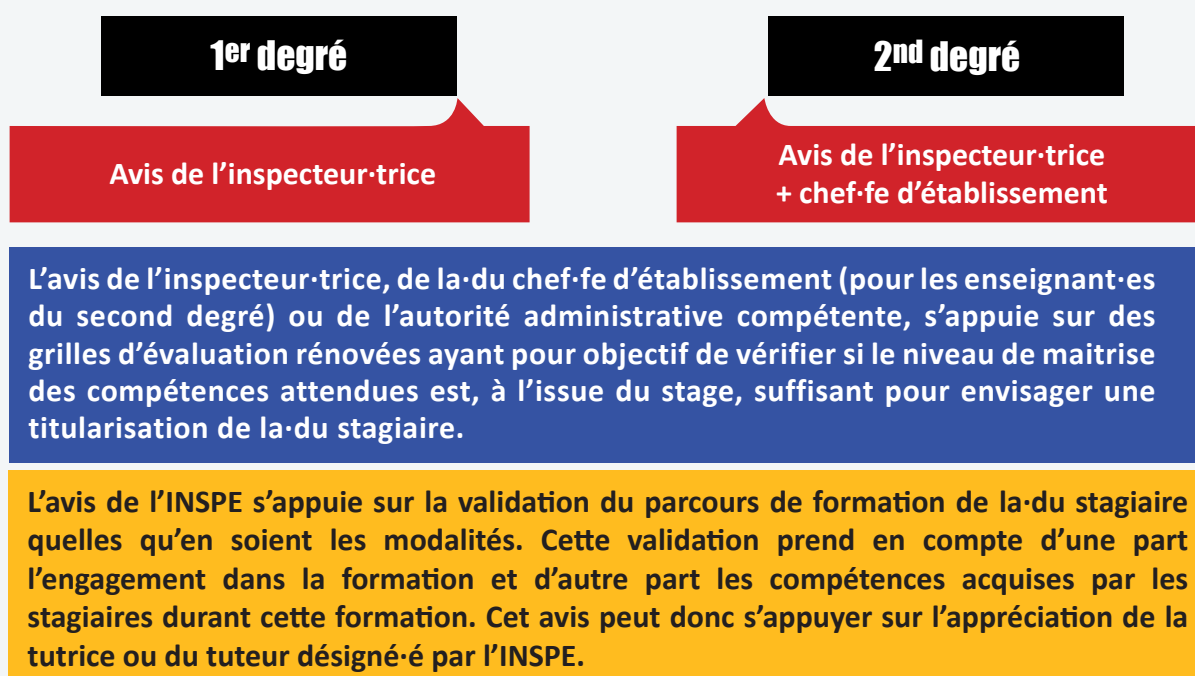 1er degré
2nd degré
Avis de l’inspecteur·trice
Avis de l’inspecteur·trice
+ chef·fe d’établissement
L’avis de l’inspecteur·trice, de la·du chef·fe d’établissement (pour les enseignant·es
du second degré) ou de l’autorité administrative compétente, s’appuie sur des
grilles d’évaluation rénovées ayant pour objectif de vérifier si le niveau de maitrise
des compétences attendues est, à l’issue du stage, suffisant pour envisager une
titularisation de la·du stagiaire.
L’avis de l’INSPE s’appuie sur la validation du parcours de formation de la·du stagiaire
quelles qu’en soient les modalités. Cette validation prend en compte d’une part
l’engagement dans la formation et d’autre part les compétences acquises par les
stagiaires durant cette formation. Cet avis peut donc s’appuyer sur l’appréciation de la
tutrice ou du tuteur désigné·é par l’INSPE.